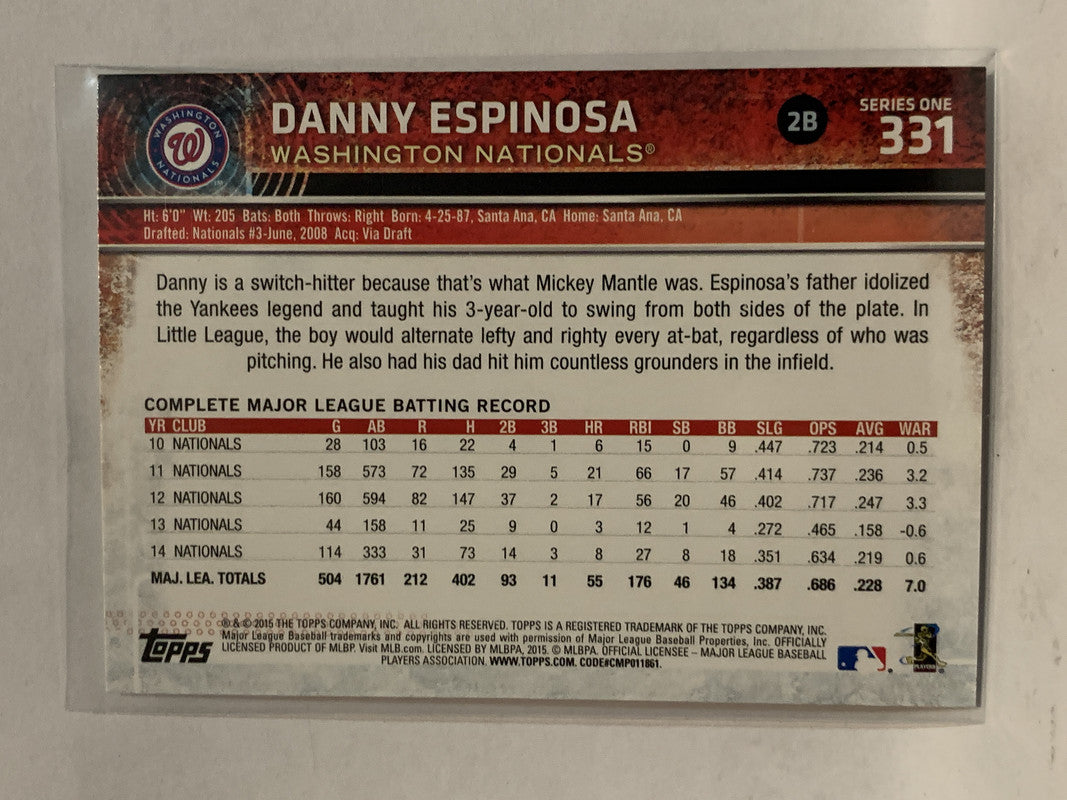 WASHINGTON
W
NATIONALS
TM
DANNY ESPINOSA
WASHINGTON NATIONALS®
2B
SERIES ONE
331
Ht: 6'0" Wt: 205 Bats: Both Throws: Right Born: 4-25-87, Santa Ana, CA Home: Santa Ana, CA
Drafted: Nationals #3-June, 2008 Acq: Via Draft
Danny is a switch-hitter because that's what Mickey Mantle was. Espinosa's father idolized
the Yankees legend and taught his 3-year-old to swing from both sides of the plate. In
Little League, the boy would alternate lefty and righty every at-bat, regardless of who was
pitching. He also had his dad hit him countless grounders in the infield.
COMPLETE MAJOR LEAGUE BATTING RECORD
YR CLUB G AB R H 2B 3B HR RBI SB BB SLG OPS AVG WAR
10 NATIONALS 28 103 16 22 4 1 6 15 0 9 .447 .723 .214 0.5
11 NATIONALS 158 573 72 135 29 5 21 66 17 57 .414 .737 .236 3.2
12 NATIONALS 160 594 82 147 37 2 17 56 20 46 .402 .717 .247 3.3
13 NATIONALS 44 158 11 25 9 0 3 12 1 4 .272 .465 .158 -0.6
14 NATIONALS 114 333 31 73 14 3 8 27 8 18 .351 .634 .219 0.6
MAJ. LEA. TOTALS 504 1761 212 402 93 11 55 176 46 134 .387 .686 .228 7.0
® & © 2015 THE TOPPS COMPANY, INC. ALL RIGHTS RESERVED. TOPPS IS A REGISTERED TRADEMARK OF THE TOPPS COMPANY, INC.
Major League Baseball trademarks and copyrights are used with permission of Major League Baseball Properties, Inc. OFFICIALLY
LICENSED PRODUCT OF MLBP. Visit MLB.com. LICENSED BY MLBPA, 2015. © MLBPA. OFFICIAL LICENSEE – MAJOR LEAGUE BASEBALL
PLAYERS ASSOCIATION. WWW.TOPPS.COM. CODE#CMP011861.
topps